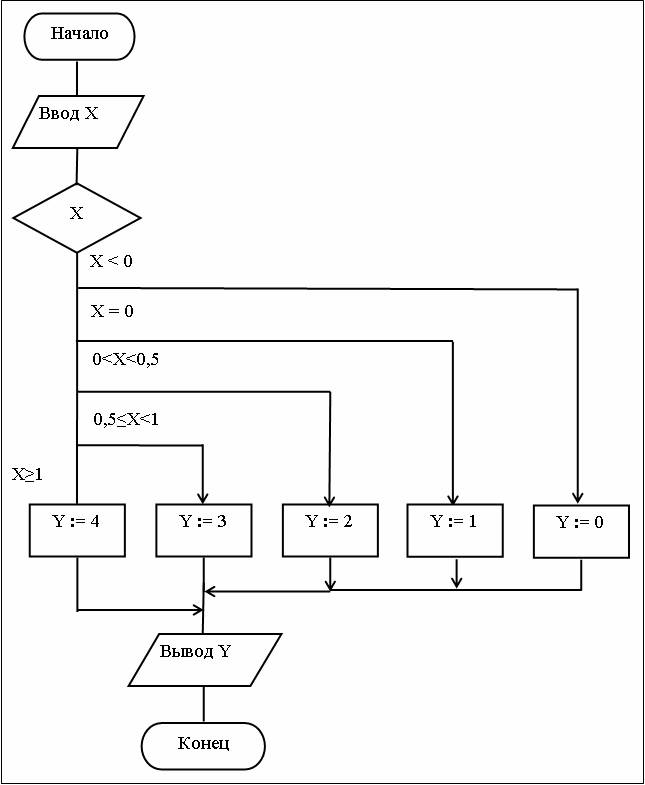 Начало
Ввод X
X
X < 0
X = 0
0<X<0,5
0,5≤X<1
X≥1
Y := 4
Y := 3
Y := 2
Y := 1
Y := 0
Вывод Y
Конец